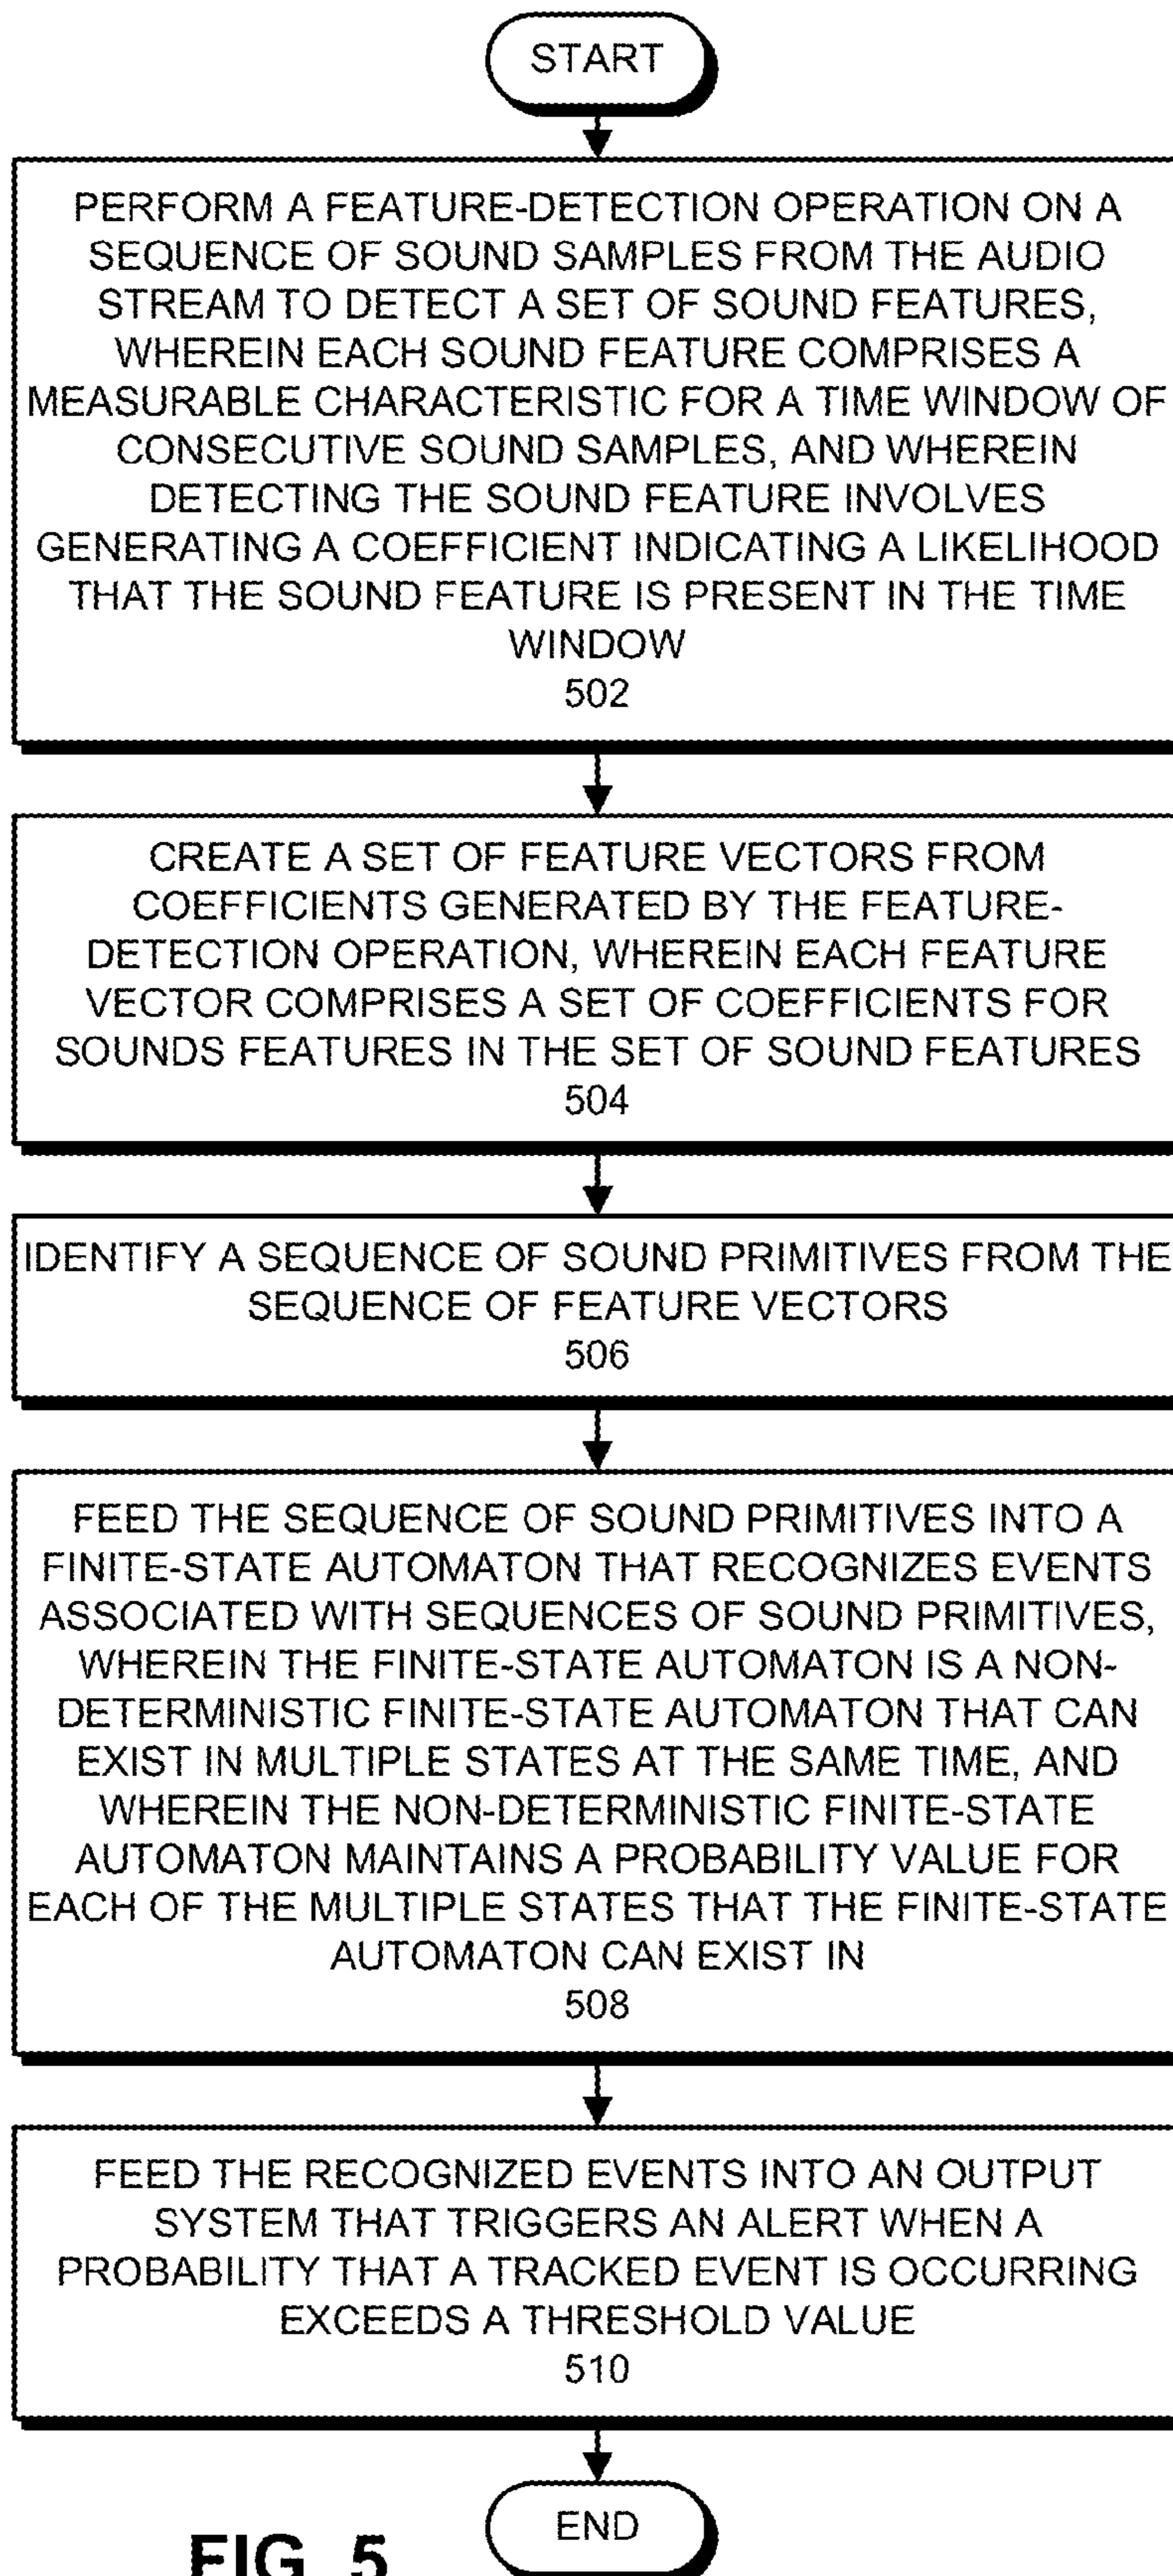 START
PERFORM A FEATURE-DETECTION OPERATION ON A
SEQUENCE OF SOUND SAMPLES FROM THE AUDIO
STREAM TO DETECT A SET OF SOUND FEATURES,
WHEREIN EACH SOUND FEATURE COMPRISES A
MEASURABLE CHARACTERISTIC FOR A TIME WINDOW OF
CONSECUTIVE SOUND SAMPLES, AND WHEREIN
DETECTING THE SOUND FEATURE INVOLVES
GENERATING A COEFFICIENT INDICATING A LIKELIHOOD
THAT THE SOUND FEATURE IS PRESENT IN THE TIME
WINDOW
502
CREATE A SET OF FEATURE VECTORS FROM
COEFFICIENTS GENERATED BY THE FEATURE-
DETECTION OPERATION, WHEREIN EACH FEATURE
VECTOR COMPRISES A SET OF COEFFICIENTS FOR
SOUNDS FEATURES IN THE SET OF SOUND FEATURES
504
IDENTIFY A SEQUENCE OF SOUND PRIMITIVES FROM THE
SEQUENCE OF FEATURE VECTORS
506
FEED THE SEQUENCE OF SOUND PRIMITIVES INTO A
FINITE-STATE AUTOMATON THAT RECOGNIZES EVENTS
ASSOCIATED WITH SEQUENCES OF SOUND PRIMITIVES,
WHEREIN THE FINITE-STATE AUTOMATON IS A NON-
DETERMINISTIC FINITE-STATE AUTOMATON THAT CAN
EXIST IN MULTIPLE STATES AT THE SAME TIME, AND
WHEREIN THE NON-DETERMINISTIC FINITE-STATE
AUTOMATON MAINTAINS A PROBABILITY VALUE FOR
EACH OF THE MULTIPLE STATES THAT THE FINITE-STATE
AUTOMATON CAN EXIST IN
508
FEED THE RECOGNIZED EVENTS INTO AN OUTPUT
SYSTEM THAT TRIGGERS AN ALERT WHEN A
PROBABILITY THAT A TRACKED EVENT IS OCCURRING
EXCEEDS A THRESHOLD VALUE
510
END
FIG. 5